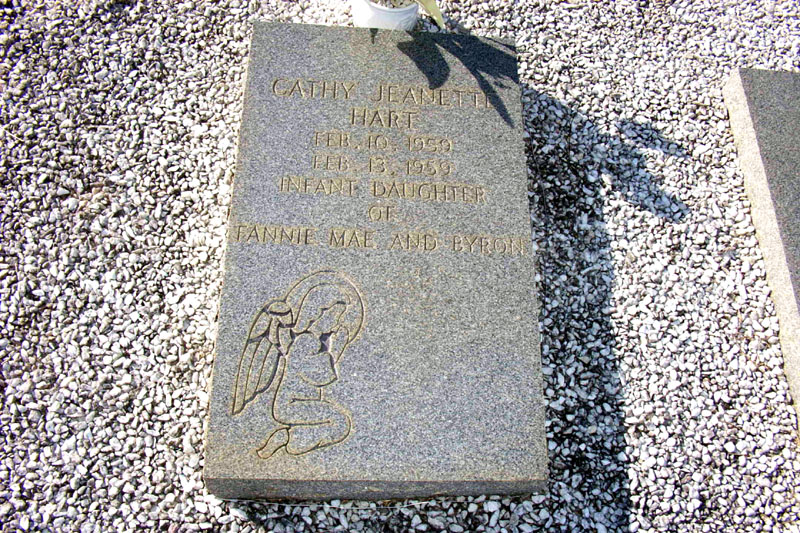 CATHY JEANETTE
HART
FEB. 10, 1959
FEB. 13, 1959
INFANT DAUGHTER
OF
FANNIE MAE AND BYRON